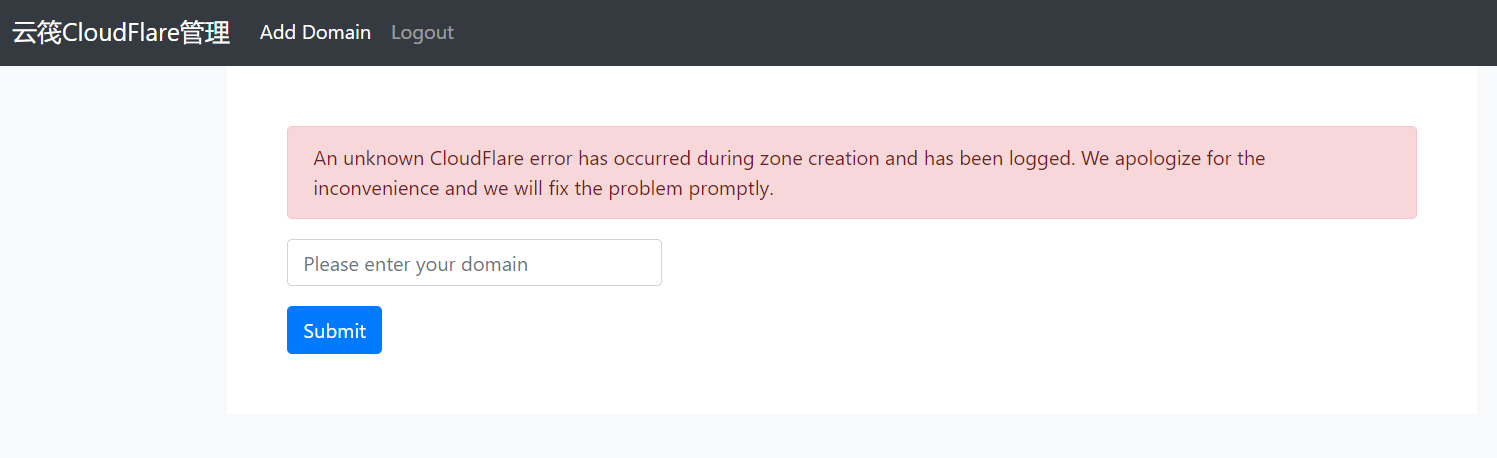 云筏CloudFlare管理 Add Domain Logout
An unknown CloudFlare error has occurred during zone creation and has been logged. We apologize for the
inconvenience and we will fix the problem promptly.
Please enter your domain
Submit